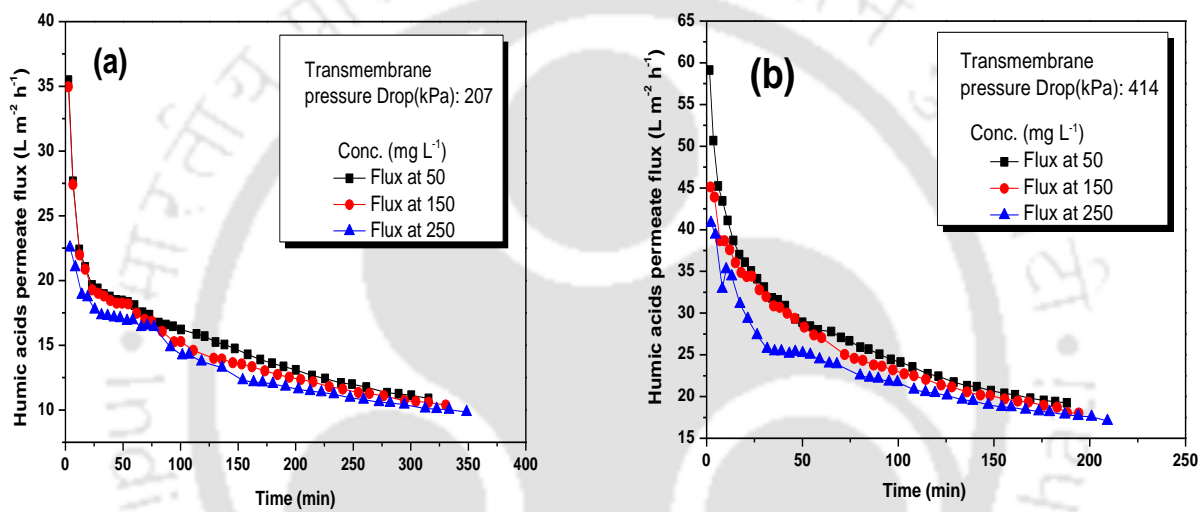 (a)
Transmembrane
pressure Drop(kPa): 207
Conc. (mg L⁻¹)
Flux at 50
Flux at 150
Flux at 250
Humic acids permeate flux (L m⁻² h⁻¹)
40
35
30
25
20
15
10
0 50 100 150 200 250 300 350 400
Time (min)
(b)
Transmembrane
pressure Drop(kPa): 414
Conc. (mg L⁻¹)
Flux at 50
Flux at 150
Flux at 250
Humic acids permeate flux (L m⁻² h⁻¹)
65
60
55
50
45
40
35
30
25
20
15
0 50 100 150 200 250
Time (min)